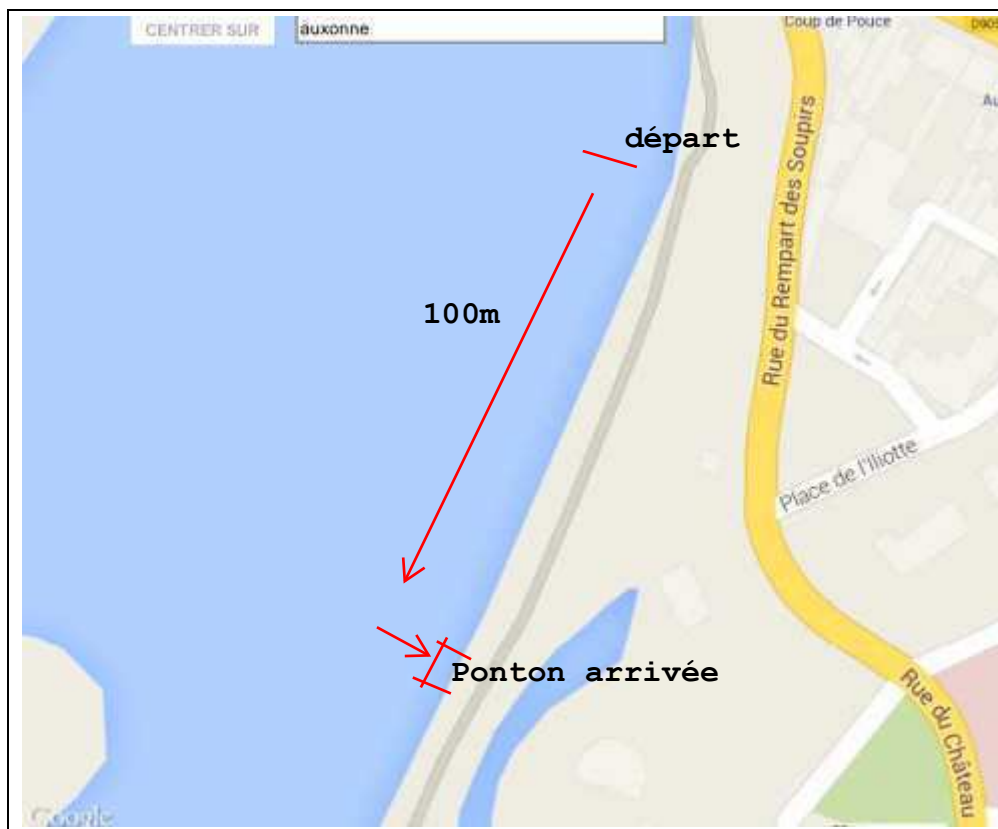 CENTRER SUR
auxonne
Coup de Pouce
D905
départ
Rue du Rempart des Soupirs
100m
Place de l'Iliotte
Ponton arrivée
Rue du Château
Google